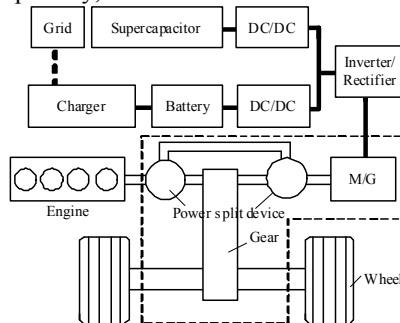 Grid
Supercapacitor
DC/DC
Inverter/
Rectifier
Charger
Battery
DC/DC
M/G
Engine
Power split device
Gear
Wheel